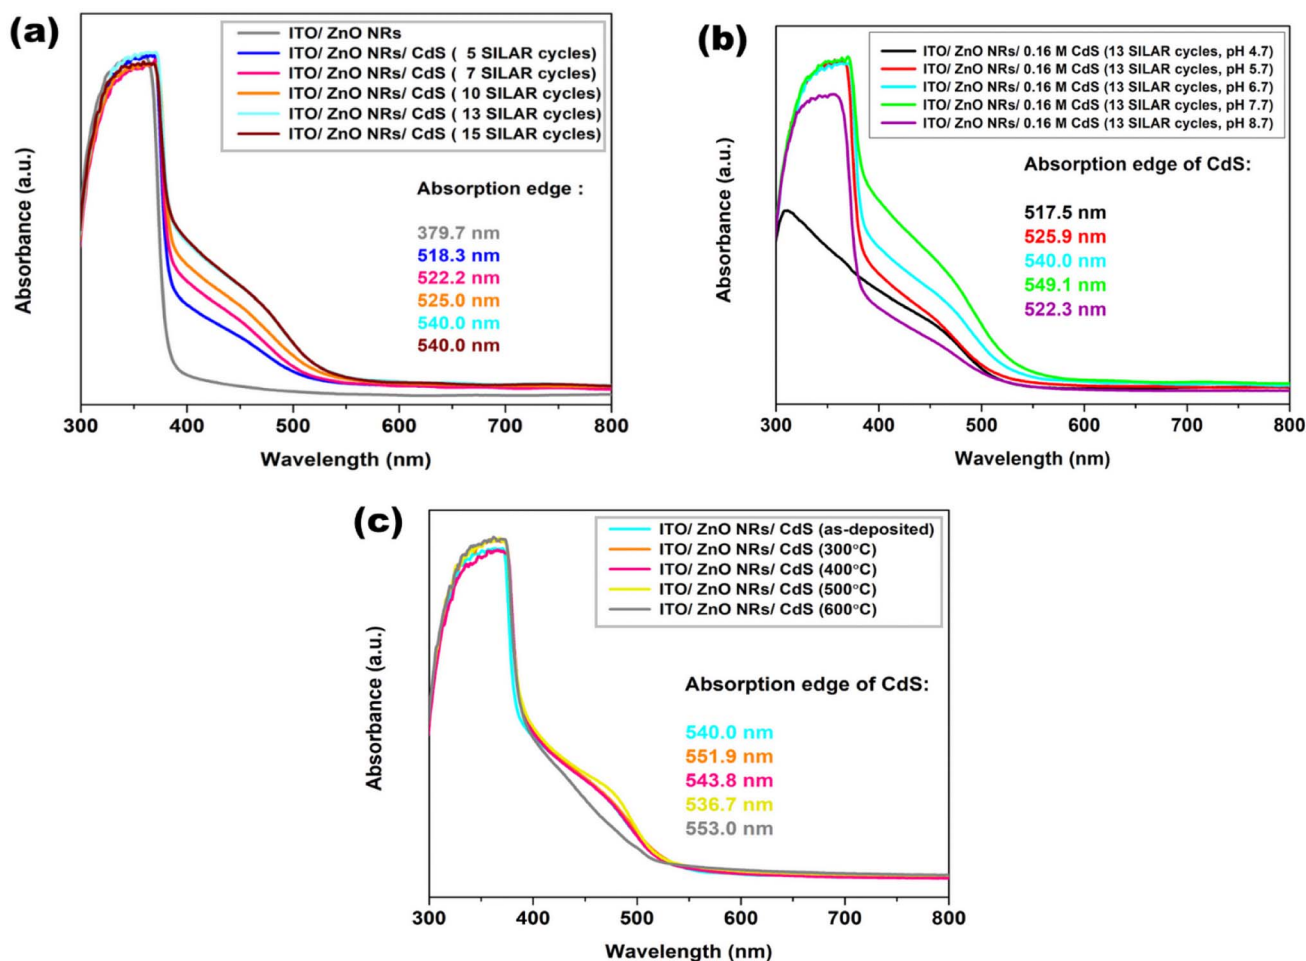 (a)
ITO/ ZnO NRs
ITO/ ZnO NRs/ CdS ( 5 SILAR cycles)
ITO/ ZnO NRs/ CdS ( 7 SILAR cycles)
ITO/ ZnO NRs/ CdS ( 10 SILAR cycles)
ITO/ ZnO NRs/ CdS ( 13 SILAR cycles)
ITO/ ZnO NRs/ CdS ( 15 SILAR cycles)
Absorption edge :
379.7 nm
518.3 nm
522.2 nm
525.0 nm
540.0 nm
540.0 nm
Absorbance (a.u.)
300 400 500 600 700 800
Wavelength (nm)
(b)
ITO/ ZnO NRs/ 0.16 M CdS (13 SILAR cycles, pH 4.7)
ITO/ ZnO NRs/ 0.16 M CdS (13 SILAR cycles, pH 5.7)
ITO/ ZnO NRs/ 0.16 M CdS (13 SILAR cycles, pH 6.7)
ITO/ ZnO NRs/ 0.16 M CdS (13 SILAR cycles, pH 7.7)
ITO/ ZnO NRs/ 0.16 M CdS (13 SILAR cycles, pH 8.7)
Absorption edge of CdS:
517.5 nm
525.9 nm
540.0 nm
549.1 nm
522.3 nm
Absorbance (a.u.)
300 400 500 600 700 800
Wavelength (nm)
(c)
ITO/ ZnO NRs/ CdS (as-deposited)
ITO/ ZnO NRs/ CdS (300°C)
ITO/ ZnO NRs/ CdS (400°C)
ITO/ ZnO NRs/ CdS (500°C)
ITO/ ZnO NRs/ CdS (600°C)
Absorption edge of CdS:
540.0 nm
551.9 nm
543.8 nm
536.7 nm
553.0 nm
Absorbance (a.u.)
300 400 500 600 700 800
Wavelength (nm)